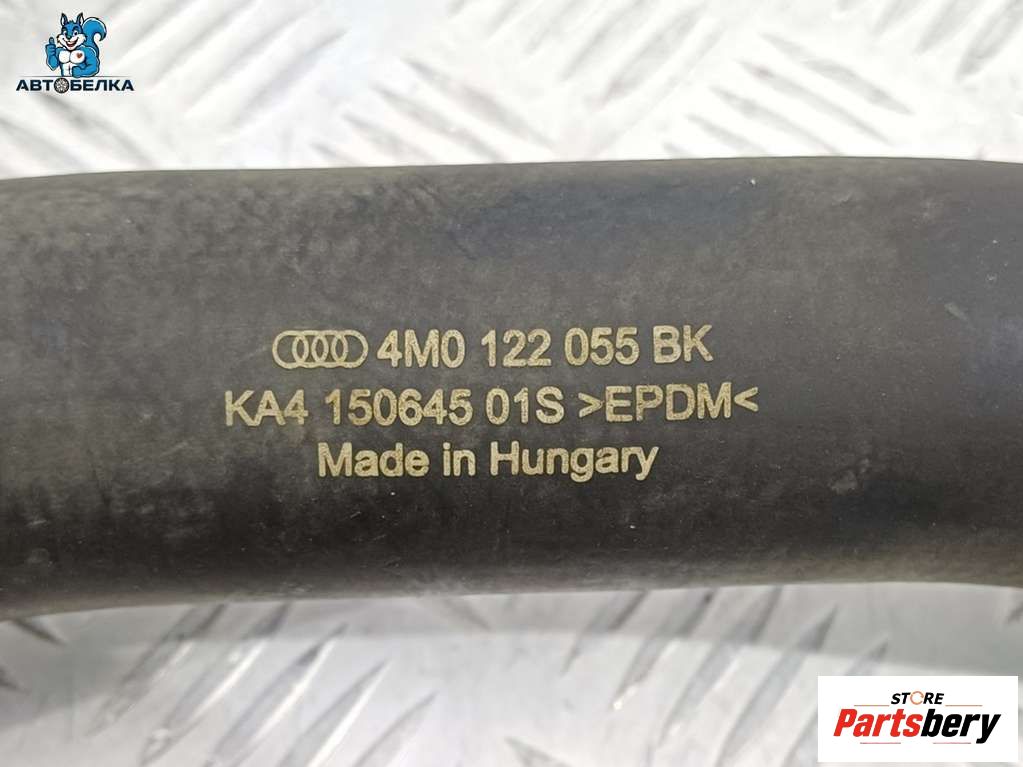 АВТОБЕЛКА
4M0 122 055 BK
KA4 150645 01S >EPDM<
Made in Hungary
STORE
Partsbery